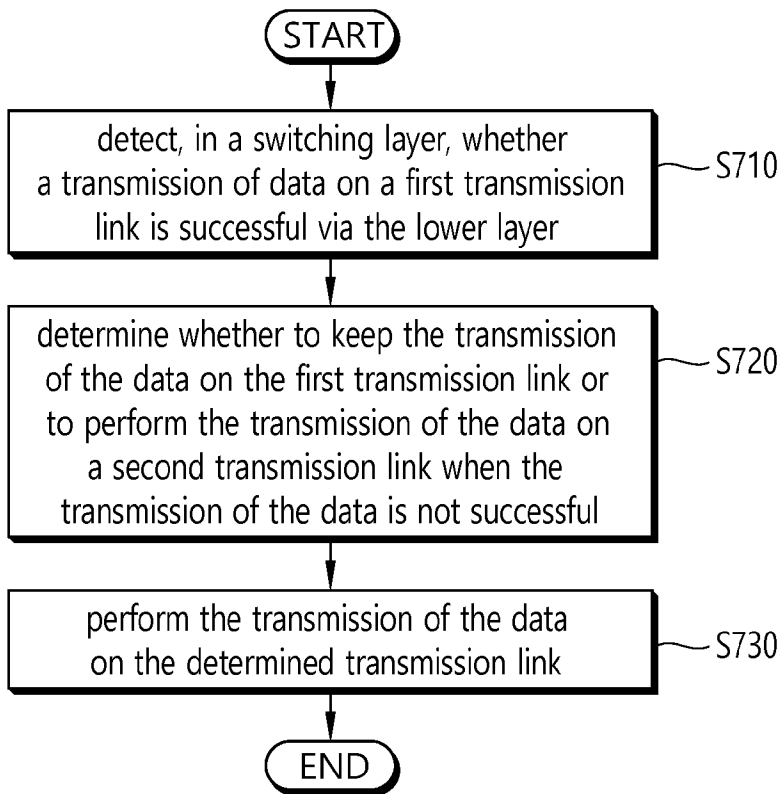 START
detect, in a switching layer, whether
a transmission of data on a first transmission
link is successful via the lower layer
S710
determine whether to keep the transmission
of the data on the first transmission link or
to perform the transmission of the data on
a second transmission link when the
transmission of the data is not successful
S720
perform the transmission of the data
on the determined transmission link
S730
END